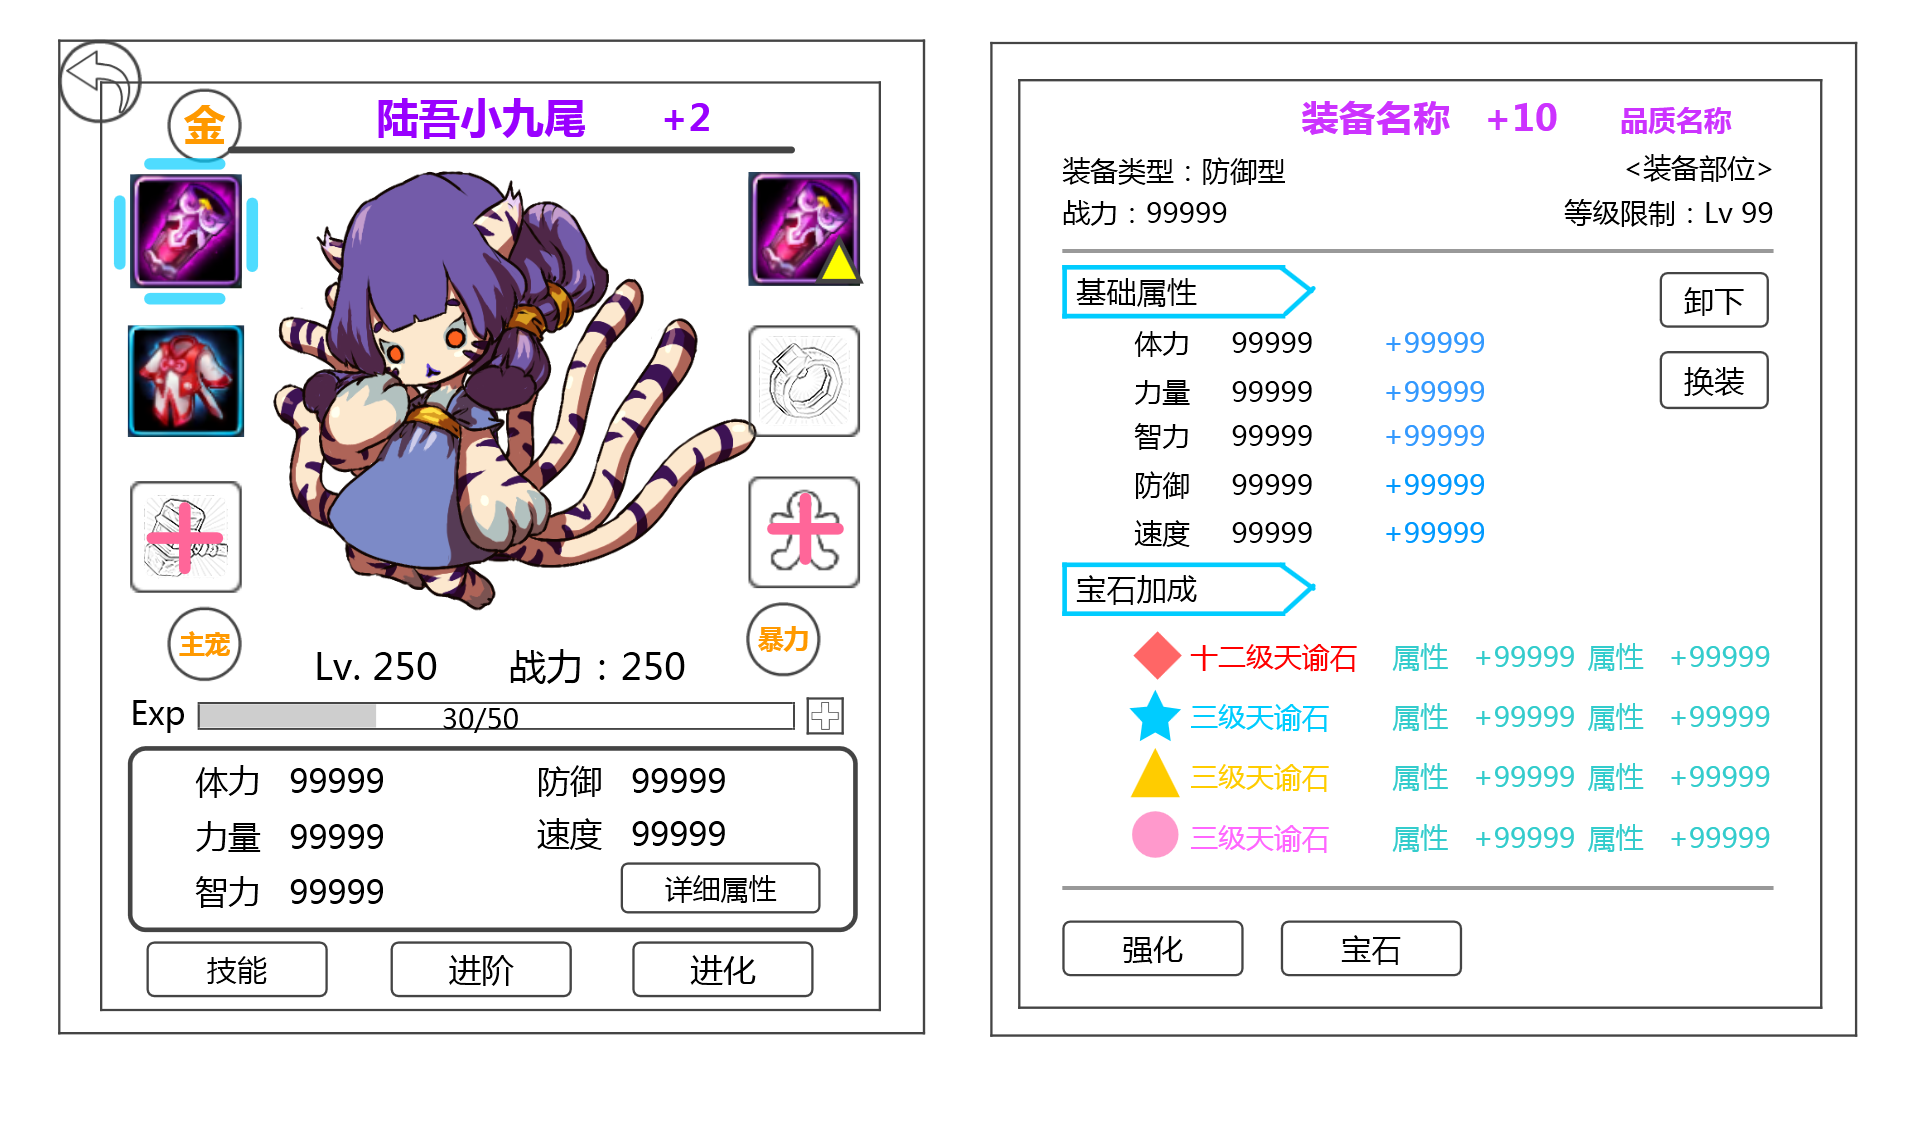 金
陆吾小九尾 +2
主宠
暴力
Lv. 250 战力：250
Exp 30/50
体力 99999 防御 99999
力量 99999 速度 99999
智力 99999 详细属性
技能 进阶 进化
装备名称 +10 品质名称
装备类型：防御型 <装备部位>
战力：99999 等级限制：Lv 99
基础属性
卸下
体力 99999 +99999
换装
力量 99999 +99999
智力 99999 +99999
防御 99999 +99999
速度 99999 +99999
宝石加成
十二级天谕石 属性 +99999 属性 +99999
三级天谕石 属性 +99999 属性 +99999
三级天谕石 属性 +99999 属性 +99999
三级天谕石 属性 +99999 属性 +99999
强化 宝石